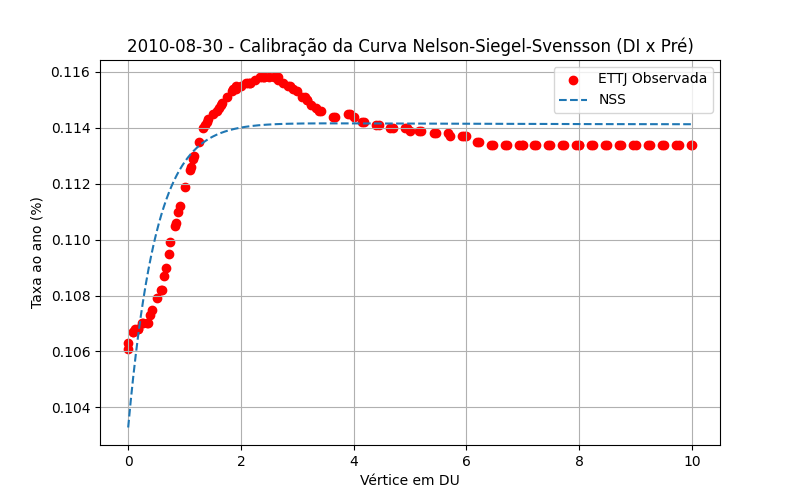 2010-08-30 - Calibração da Curva Nelson-Siegel-Svensson (DI x Pré)
ETTJ Observada
NSS
Taxa ao ano (%)
0.116
0.114
0.112
0.110
0.108
0.106
0.104
0 2 4 6 8 10
Vértice em DU